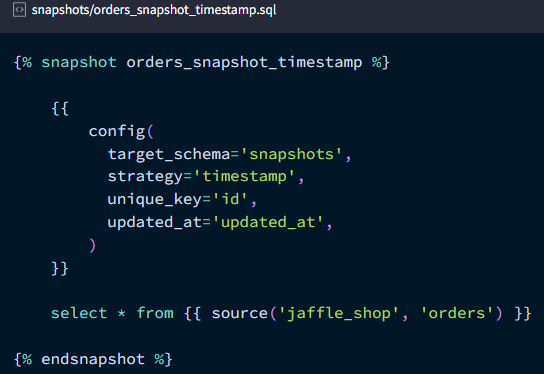 snapshots/orders_snapshot_timestamp.sql
{% snapshot orders_snapshot_timestamp %}
{{
config(
target_schema='snapshots',
strategy='timestamp',
unique_key='id',
updated_at='updated_at',
)
}}
select * from {{ source('jaffle_shop', 'orders') }}
{% endsnapshot %}